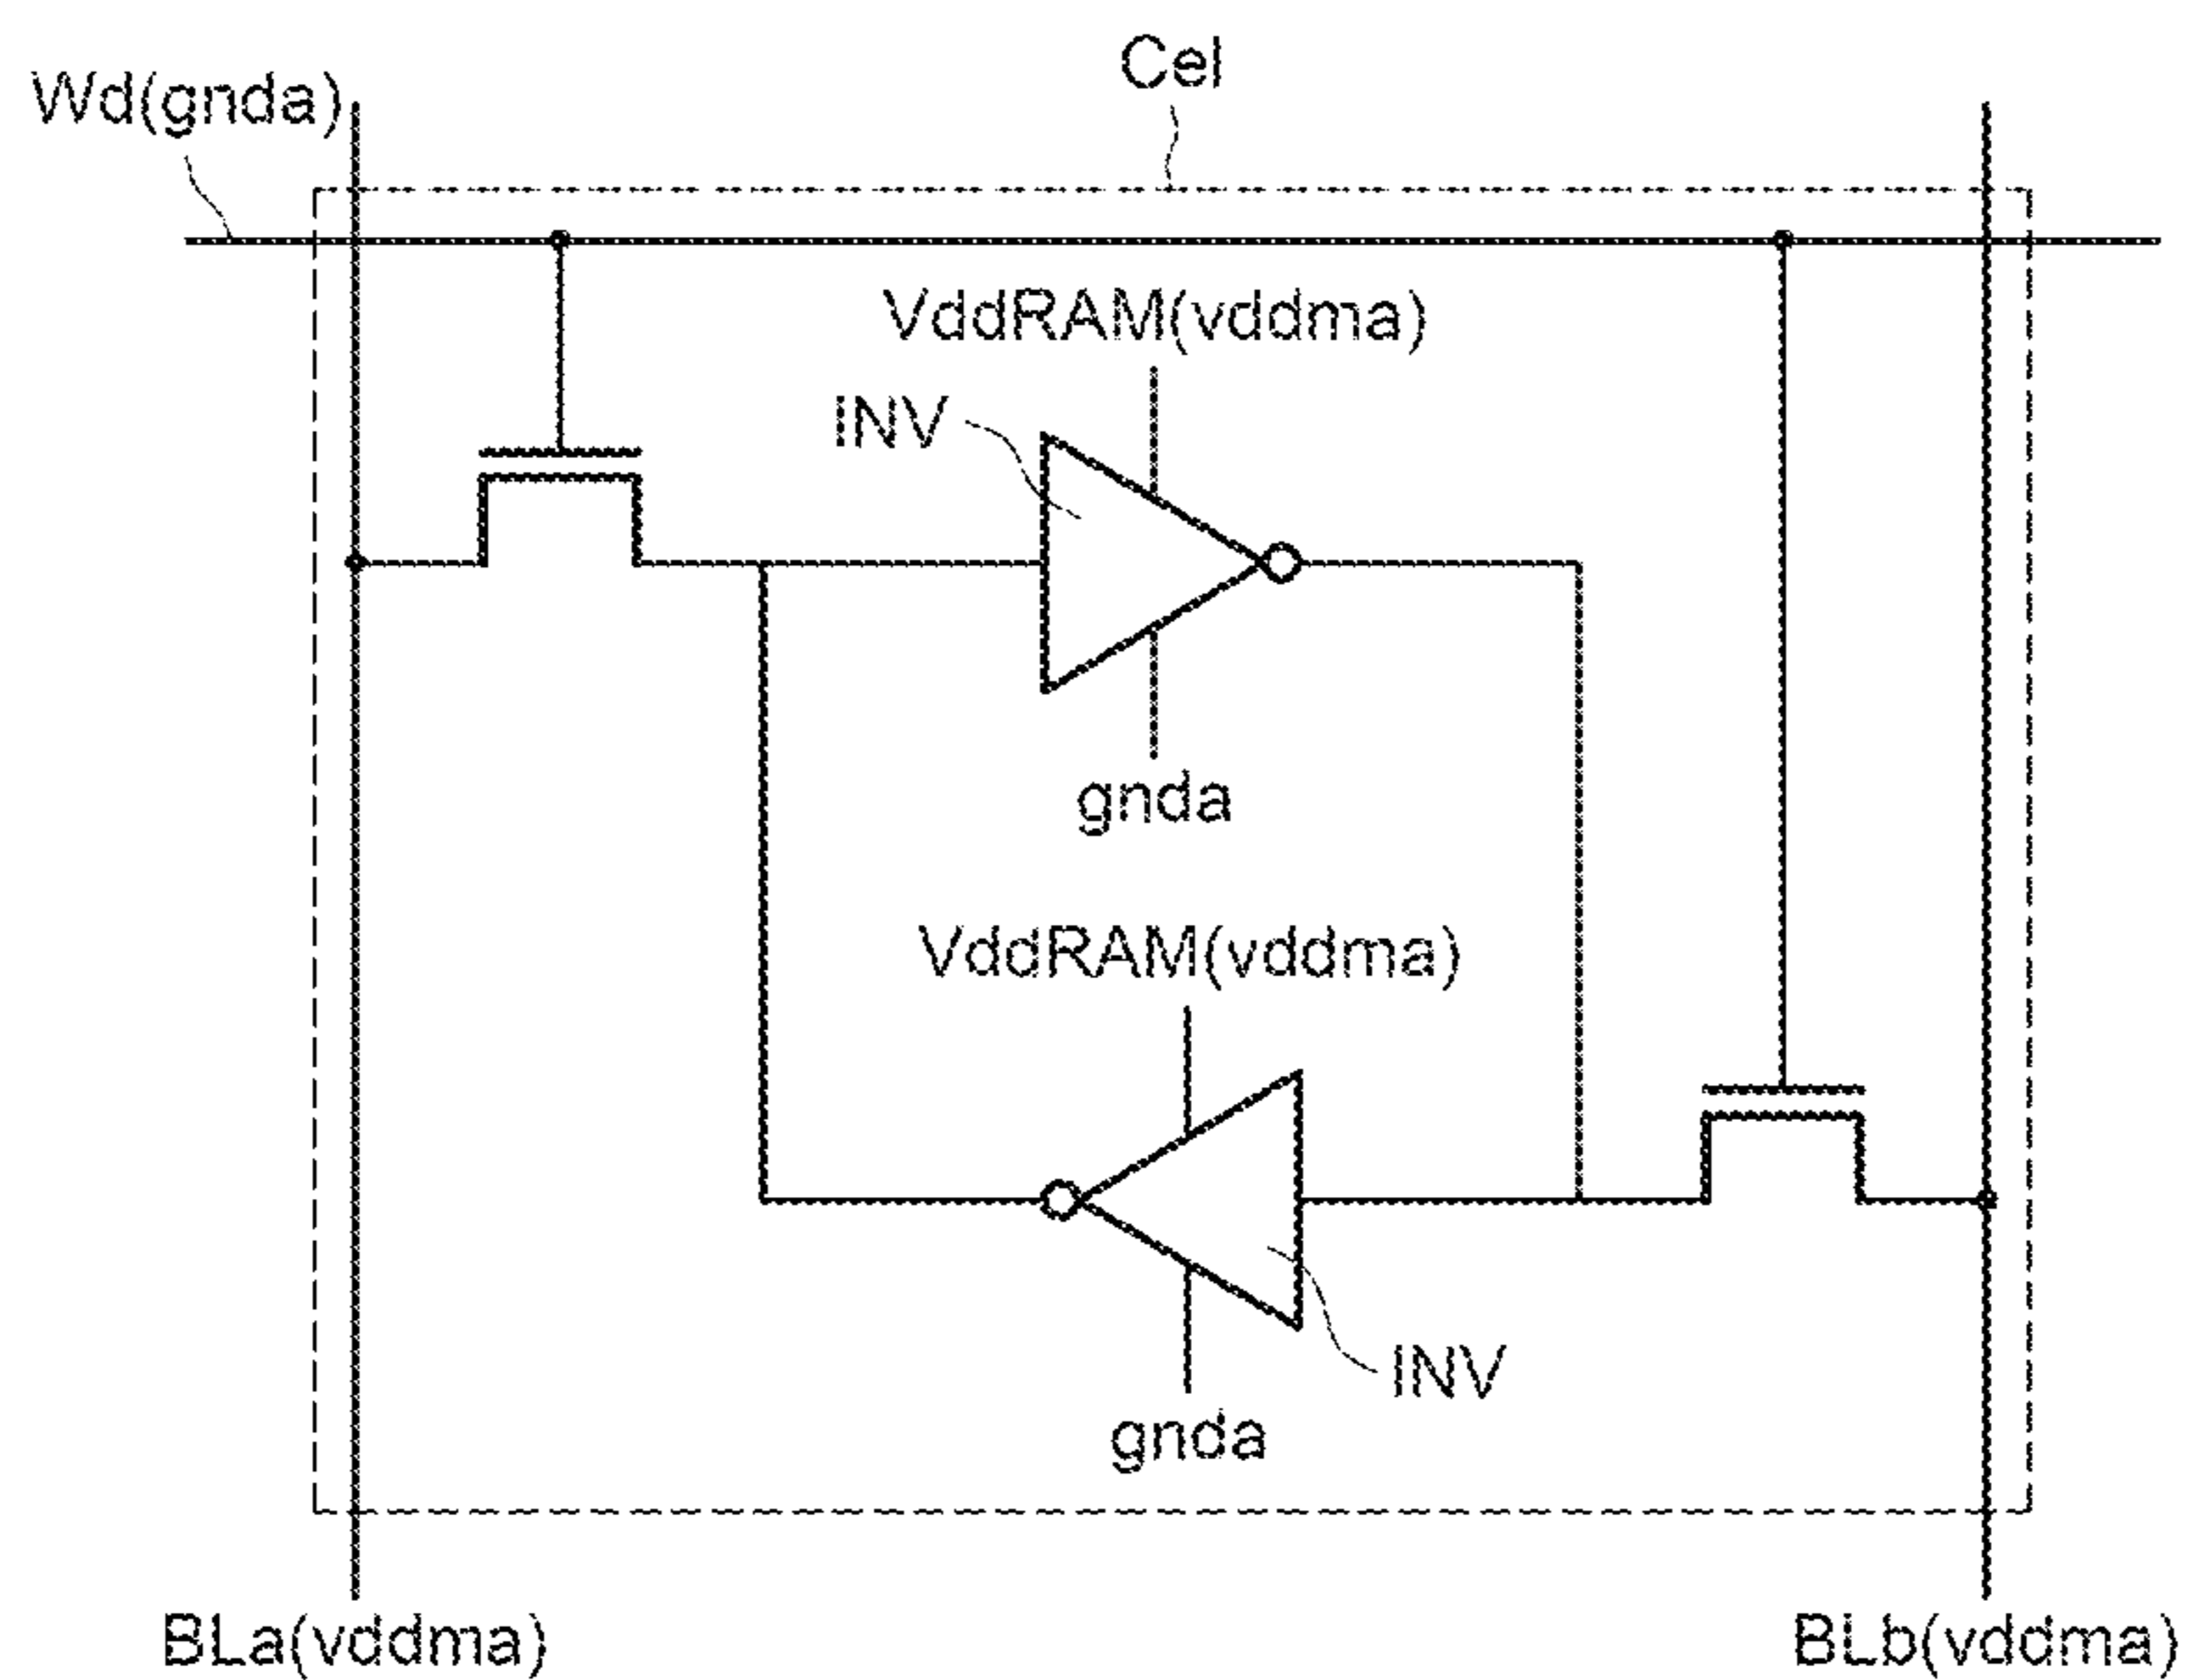 Cel
Wd(gnda)
VddRAM(vddma)
INV
gnda
VddRAM(vddma)
INV
gnda
BLa(vddma)
BLb(vddma)